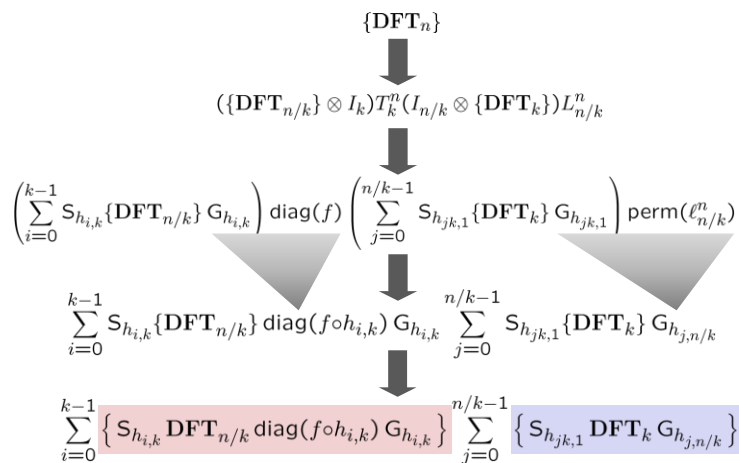 {DFT_n}
({DFT_{n/k}} ⊗ I_k)T_k^n(I_{n/k} ⊗ {DFT_k})L_{n/k}^n
(∑_{i=0}^{k−1} S_{h_{i,k}}{DFT_{n/k}} G_{h_{i,k}}) diag(f) (∑_{j=0}^{n/k−1} S_{h_{jk,1}}{DFT_k} G_{h_{jk,1}}) perm(ℓ_{n/k}^n)
∑_{i=0}^{k−1} S_{h_{i,k}}{DFT_{n/k}} diag(f∘h_{i,k}) G_{h_{i,k}} ∑_{j=0}^{n/k−1} S_{h_{jk,1}}{DFT_k} G_{h_{j,n/k}}
∑_{i=0}^{k−1} {S_{h_{i,k}} DFT_{n/k} diag(f∘h_{i,k}) G_{h_{i,k}}} ∑_{j=0}^{n/k−1} {S_{h_{jk,1}} DFT_k G_{h_{j,n/k}}}